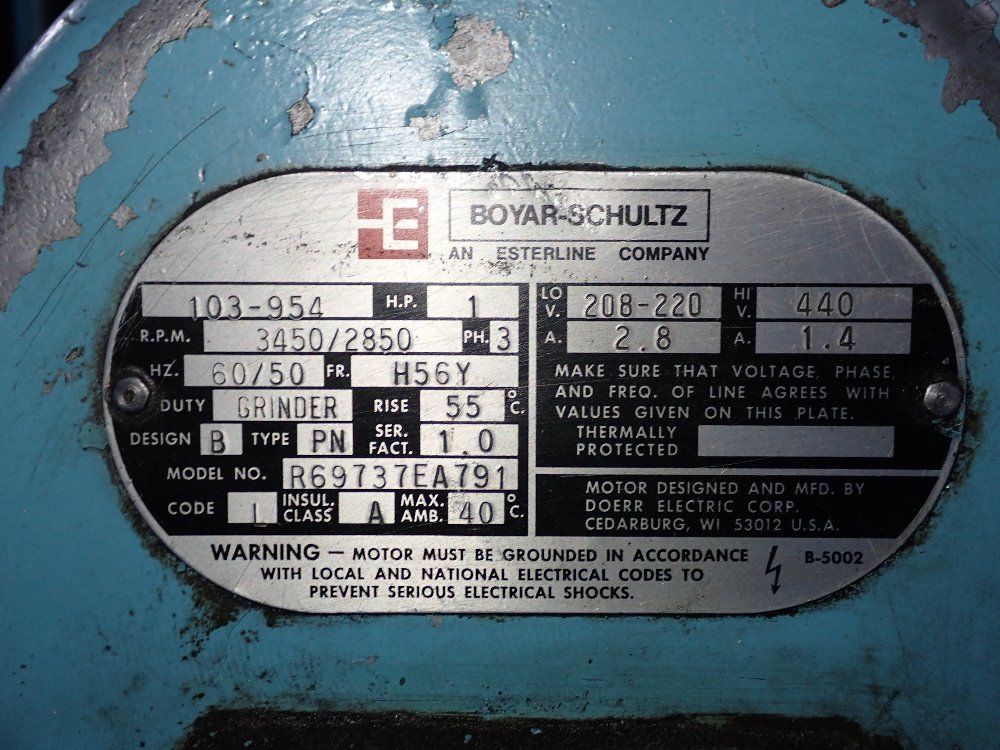 BOYAR-SCHULTZ
AN ESTERLINE COMPANY
103-954 H.P. 1
R.P.M. 3450/2850 PH. 3
HZ. 60/50 FR. H56Y
DUTY GRINDER RISE 55 °C.
DESIGN B TYPE PN SER. FACT. 1.0
MODEL NO. R69737EA791
CODE L INSUL. CLASS A MAX. AMB. 40 °C.
LO V. 208-220 HI V. 440
A. 2.8 A. 1.4
MAKE SURE THAT VOLTAGE, PHASE,
AND FREQ. OF LINE AGREES WITH
VALUES GIVEN ON THIS PLATE.
THERMALLY
PROTECTED
MOTOR DESIGNED AND MFD. BY
DOERR ELECTRIC CORP.
CEDARBURG, WI 53012 U.S.A.
WARNING — MOTOR MUST BE GROUNDED IN ACCORDANCE
WITH LOCAL AND NATIONAL ELECTRICAL CODES TO
PREVENT SERIOUS ELECTRICAL SHOCKS.
B-5002